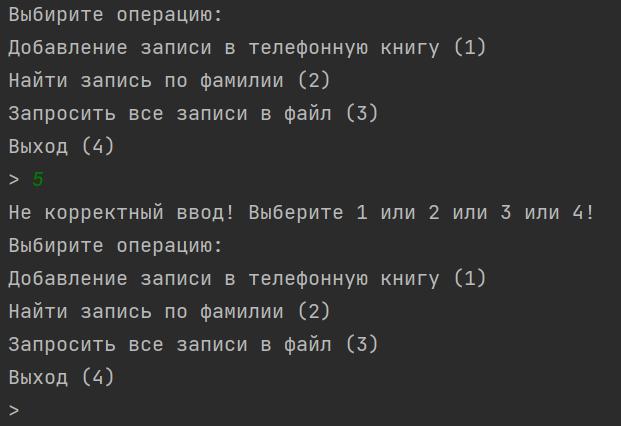 Выбирите операцию:
Добавление записи в телефонную книгу (1)
Найти запись по фамилии (2)
Запросить все записи в файл (3)
Выход (4)
> 5
Не корректный ввод! Выберите 1 или 2 или 3 или 4!
Выбирите операцию:
Добавление записи в телефонную книгу (1)
Найти запись по фамилии (2)
Запросить все записи в файл (3)
Выход (4)
>